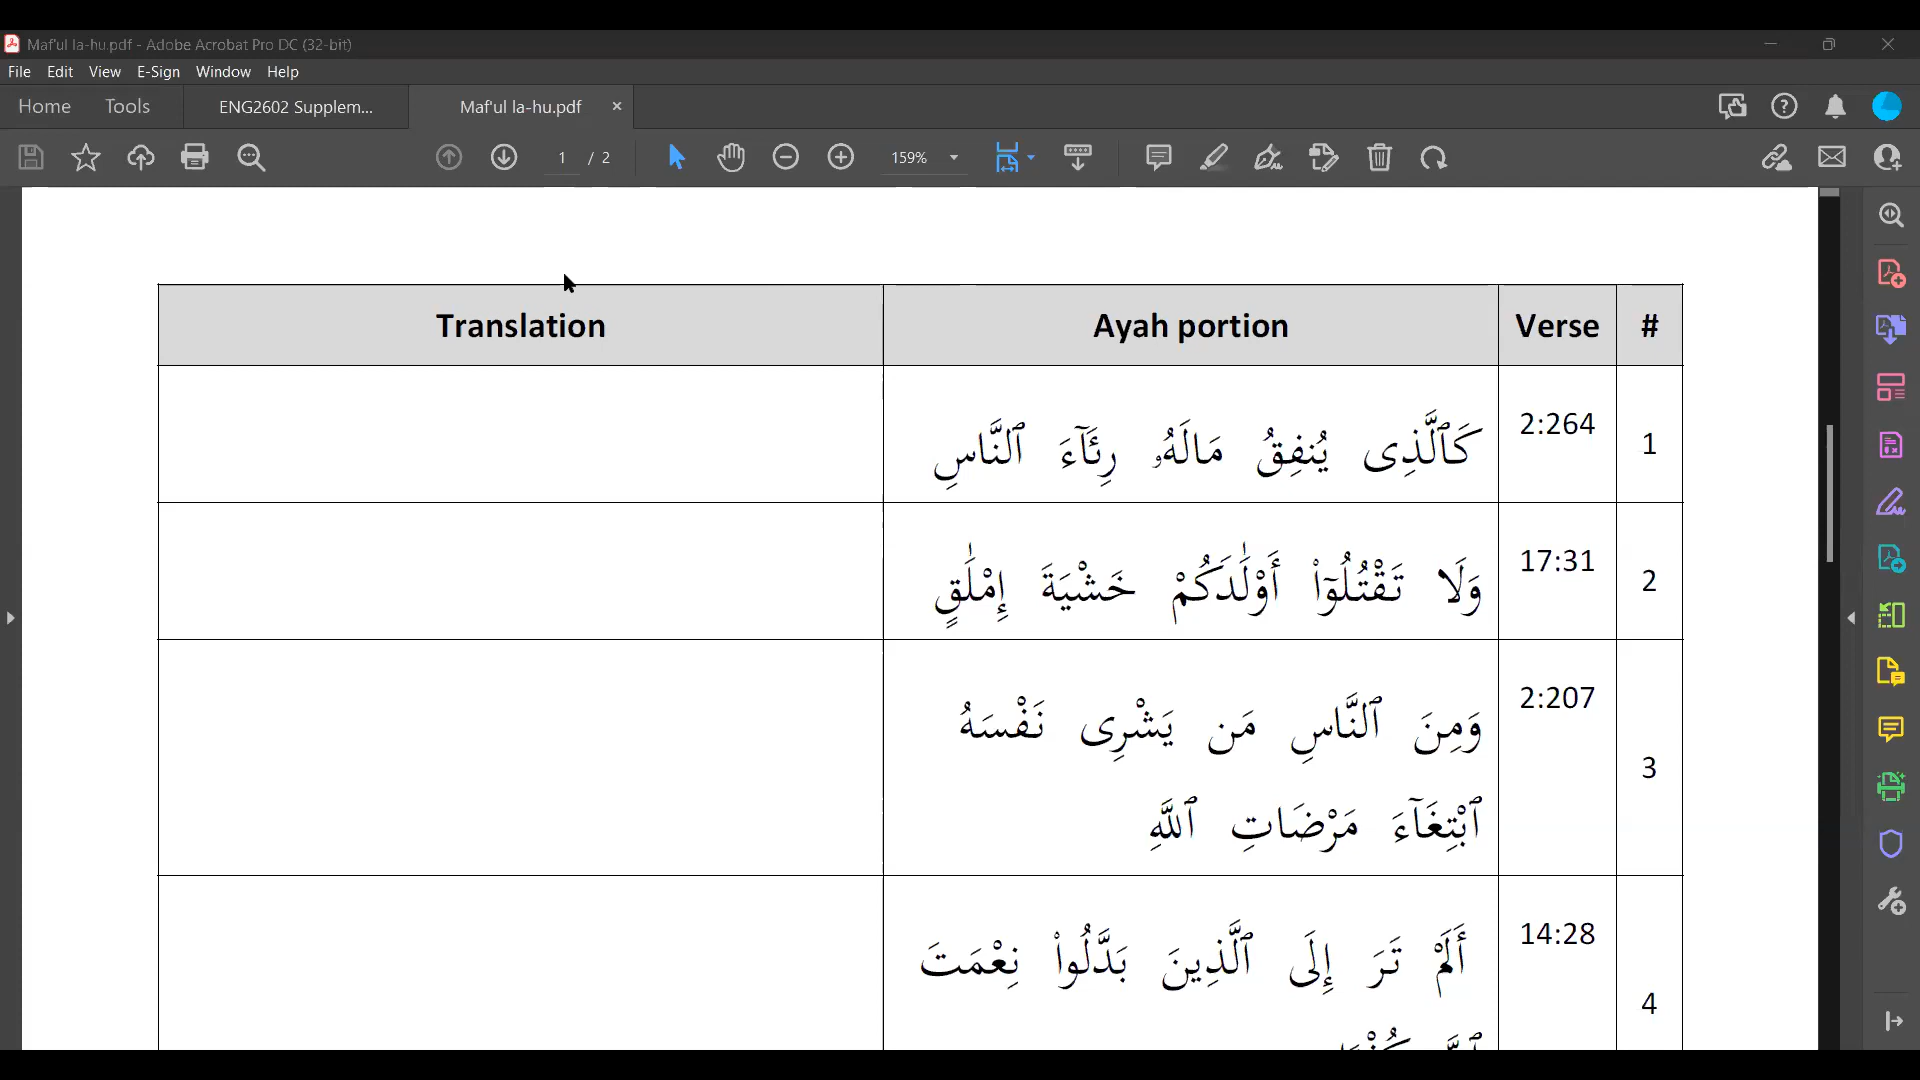 Maf'ul la-hu.pdf - Adobe Acrobat Pro DC (32-bit)
File Edit View E-Sign Window Help
Home Tools ENG2602 Supplem... Maf'ul la-hu.pdf ×
1 / 2 159%
Translation Ayah portion Verse #
كَٱلَّذِى يُنفِقُ مَالَهُۥ رِئَآءَ ٱلنَّاسِ 2:264 1
وَلَا تَقْتُلُوٓا۟ أَوْلَٰدَكُمْ خَشْيَةَ إِمْلَٰقٍ 17:31 2
وَمِنَ ٱلنَّاسِ مَن يَشْرِى نَفْسَهُ 2:207 3
ٱبْتِغَآءَ مَرْضَاتِ ٱللَّهِ
أَلَمْ تَرَ إِلَى ٱلَّذِينَ بَدَّلُوا۟ نِعْمَتَ 14:28 4